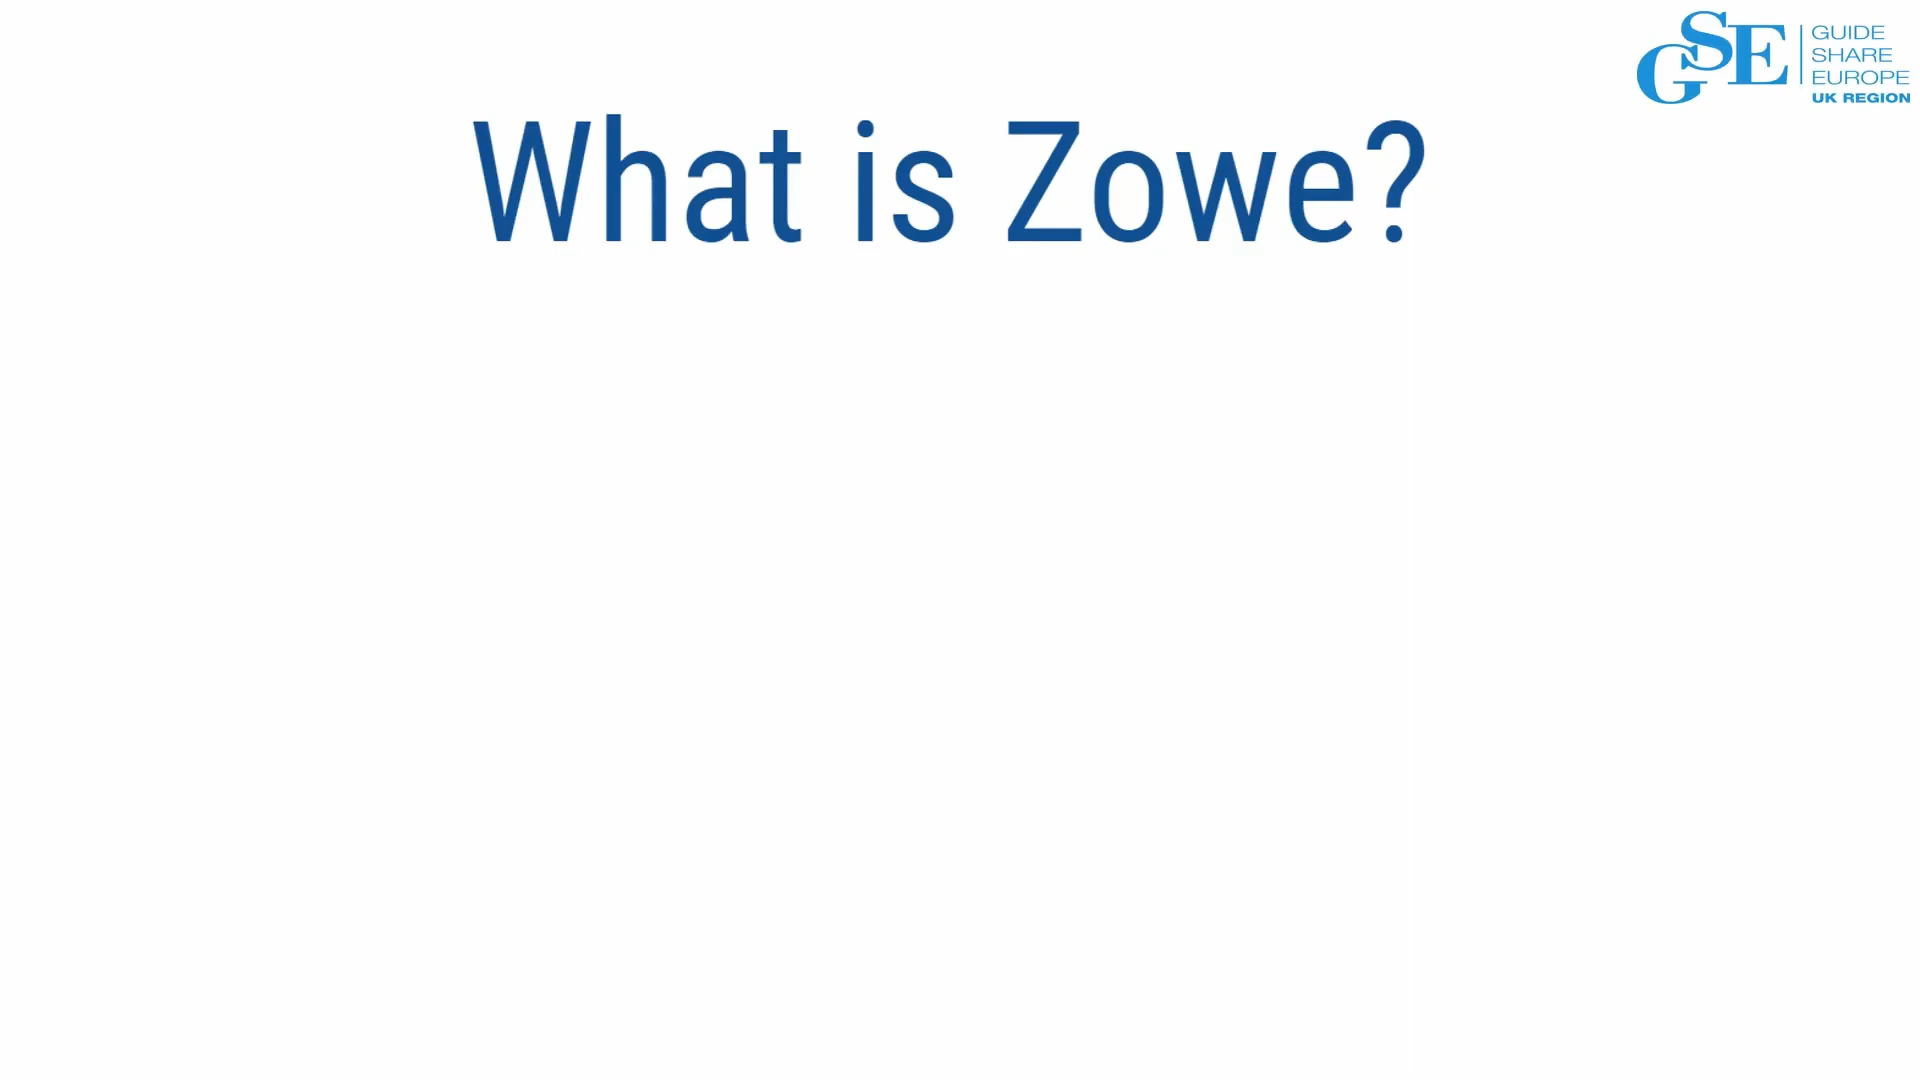 What is Zowe?
GSE
GUIDE
SHARE
EUROPE
UK REGION